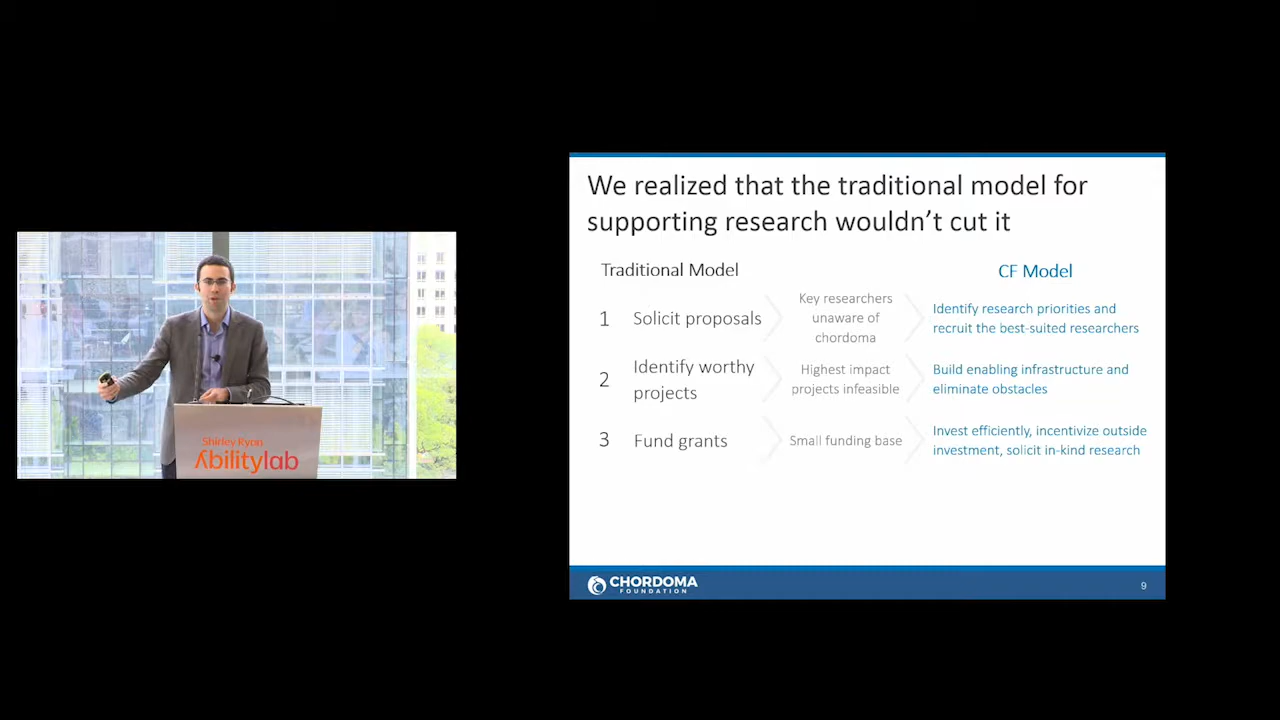 We realized that the traditional model for
supporting research wouldn't cut it
Traditional Model
CF Model
1
Solicit proposals
Key researchers
unaware of
chordoma
Identify research priorities and
recruit the best-suited researchers
2
Identify worthy
projects
Highest impact
projects infeasible
Build enabling infrastructure and
eliminate obstacles
3
Fund grants
Small funding base
Invest efficiently, incentivize outside
investment, solicit in-kind research
CHORDOMA
FOUNDATION
9
Shirley Ryan
Abilitylab